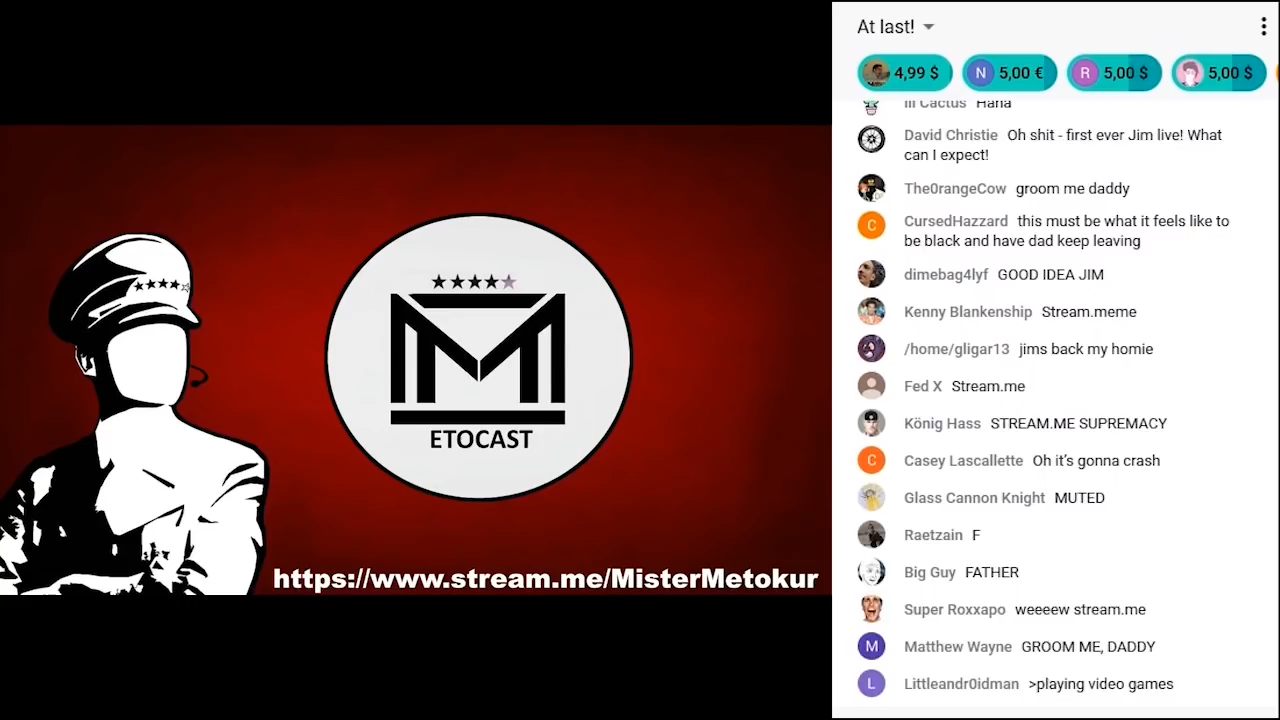 ★★★★★
M
ETOCAST
★★★★☆
https://www.stream.me/MisterMetokur
At last!
4,99 $
N 5,00 €
R 5,00 $
5,00 $
Cactus Haha
David Christie Oh shit - first ever Jim live! What
can I expect!
The0rangeCow groom me daddy
C CursedHazzard this must be what it feels like to
be black and have dad keep leaving
dimebag4lyf GOOD IDEA JIM
Kenny Blankenship Stream.meme
/home/gligar13 jims back my homie
Fed X Stream.me
König Hass STREAM.ME SUPREMACY
C Casey Lascallette Oh it's gonna crash
Glass Cannon Knight MUTED
Raetzain F
Big Guy FATHER
Super Roxxapo weeeew stream.me
M Matthew Wayne GROOM ME, DADDY
L Littleandr0idman >playing video games